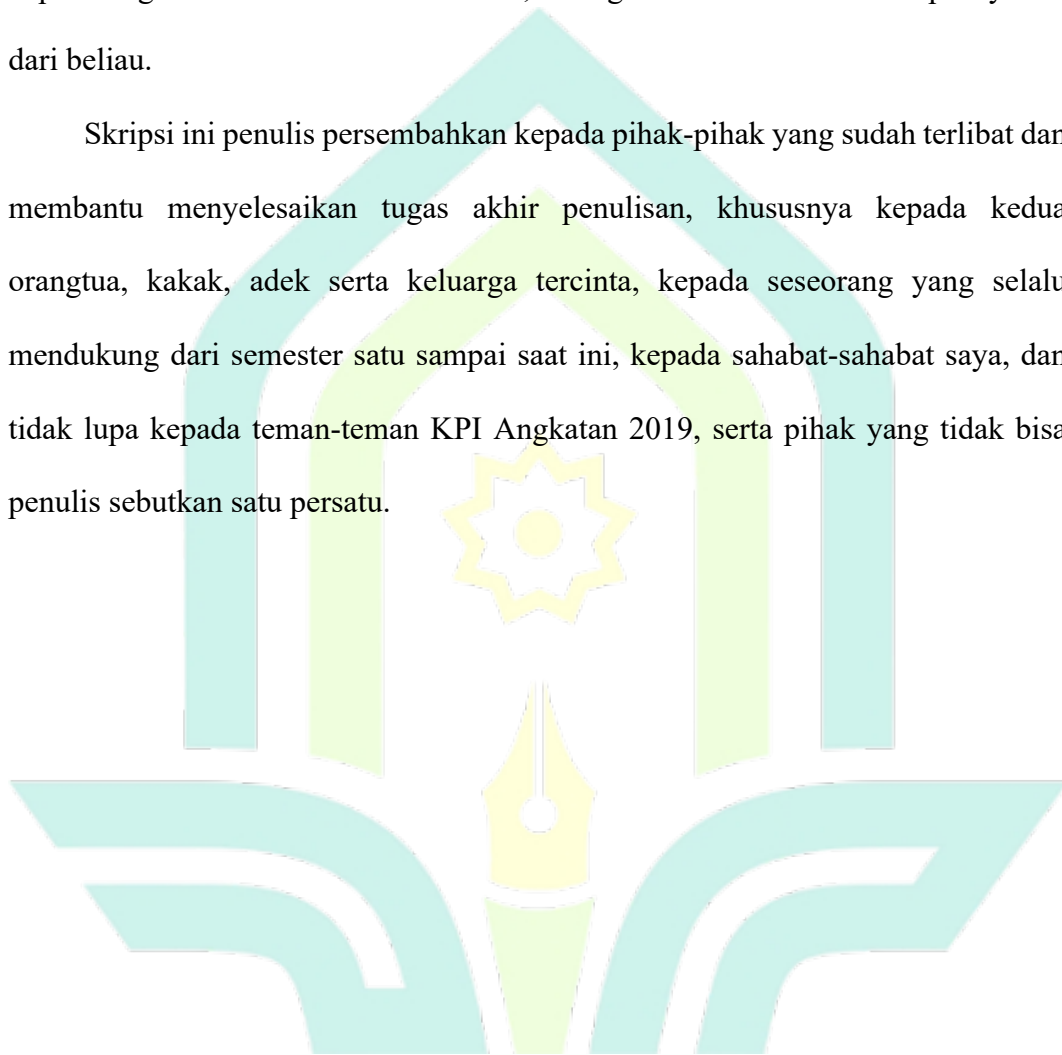 dari beliau.
Skripsi ini penulis persembahkan kepada pihak-pihak yang sudah terlibat dan
membantu menyelesaikan tugas akhir penulisan, khususnya kepada kedua
orangtua, kakak, adek serta keluarga tercinta, kepada seseorang yang selalu
mendukung dari semester satu sampai saat ini, kepada sahabat-sahabat saya, dan
tidak lupa kepada teman-teman KPI Angkatan 2019, serta pihak yang tidak bisa
penulis sebutkan satu persatu.